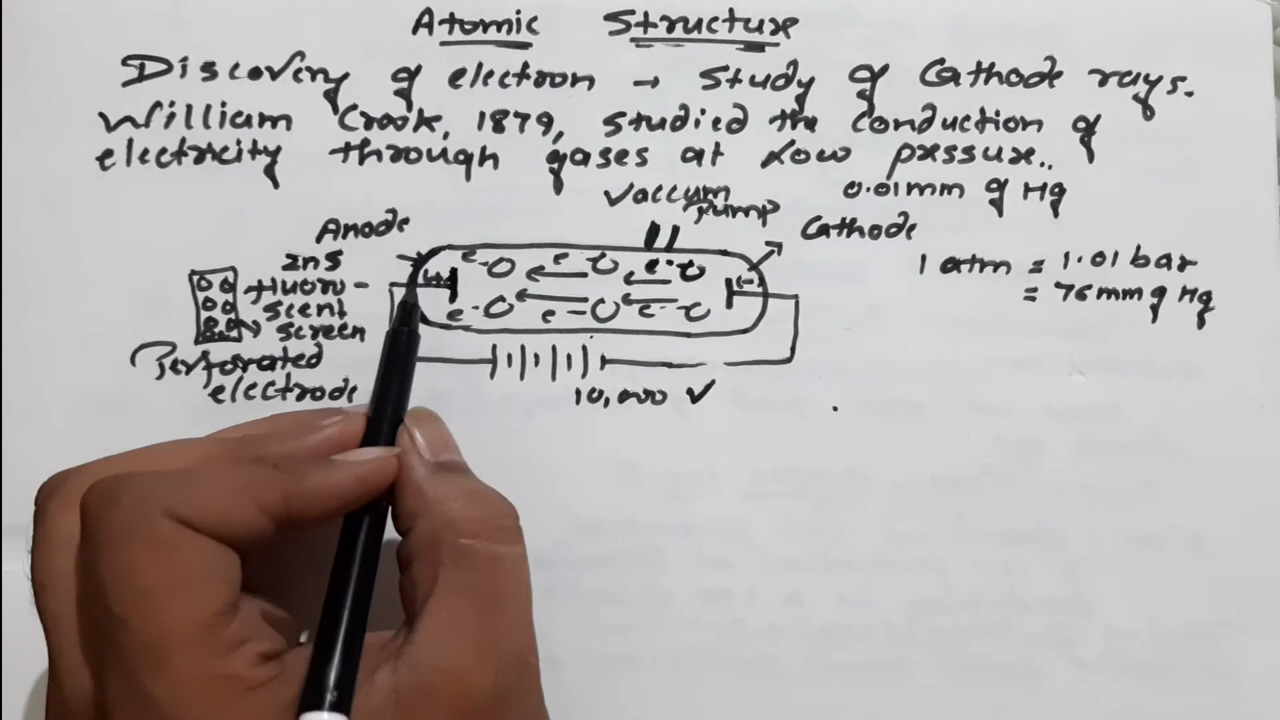 Atomic Structure
Discovery of electron → Study of Cathode rays.
William Crook, 1879, studied the conduction of
electricity through gases at low pressure..
0.01mm of Hg
Vaccum
Pump
Anode
Cathode
ZnS
fluoro-
scent
screen
Perforated
electrode
1 atm = 1.01 bar
= 76 mm of Hg
e- e- e-
e- e- e-
10,000 V